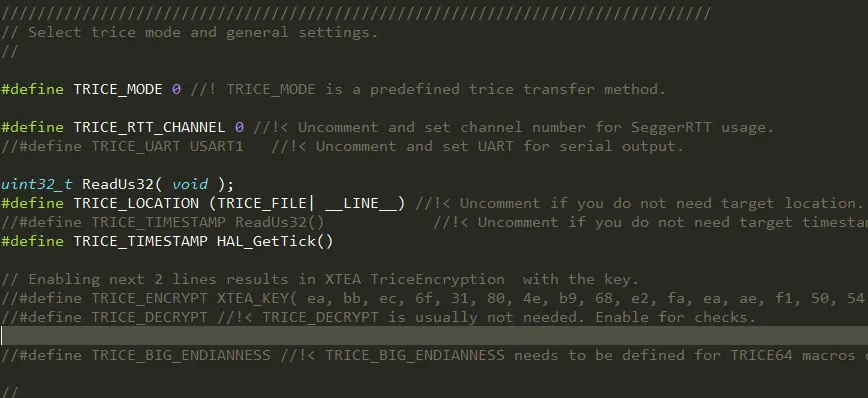 ////////////////////////////////////////////////////////////////////////////////
// Select trice mode and general settings.
//
#define TRICE_MODE 0 //! TRICE_MODE is a predefined trice transfer method.
#define TRICE_RTT_CHANNEL 0 //!< Uncomment and set channel number for SeggerRTT usage.
//#define TRICE_UART USART1 //!< Uncomment and set UART for serial output.
uint32_t ReadUs32( void );
#define TRICE_LOCATION (TRICE_FILE| __LINE__) //!< Uncomment if you do not need target location.
//#define TRICE_TIMESTAMP ReadUs32() //!< Uncomment if you do not need target timestam
#define TRICE_TIMESTAMP HAL_GetTick()
// Enabling next 2 lines results in XTEA TriceEncryption with the key.
//#define TRICE_ENCRYPT XTEA_KEY( ea, bb, ec, 6f, 31, 80, 4e, b9, 68, e2, fa, ea, ae, f1, 50, 54
//#define TRICE_DECRYPT //!< TRICE_DECRYPT is usually not needed. Enable for checks.
//#define TRICE_BIG_ENDIANNESS //!< TRICE_BIG_ENDIANNESS needs to be defined for TRICE64 macros
//